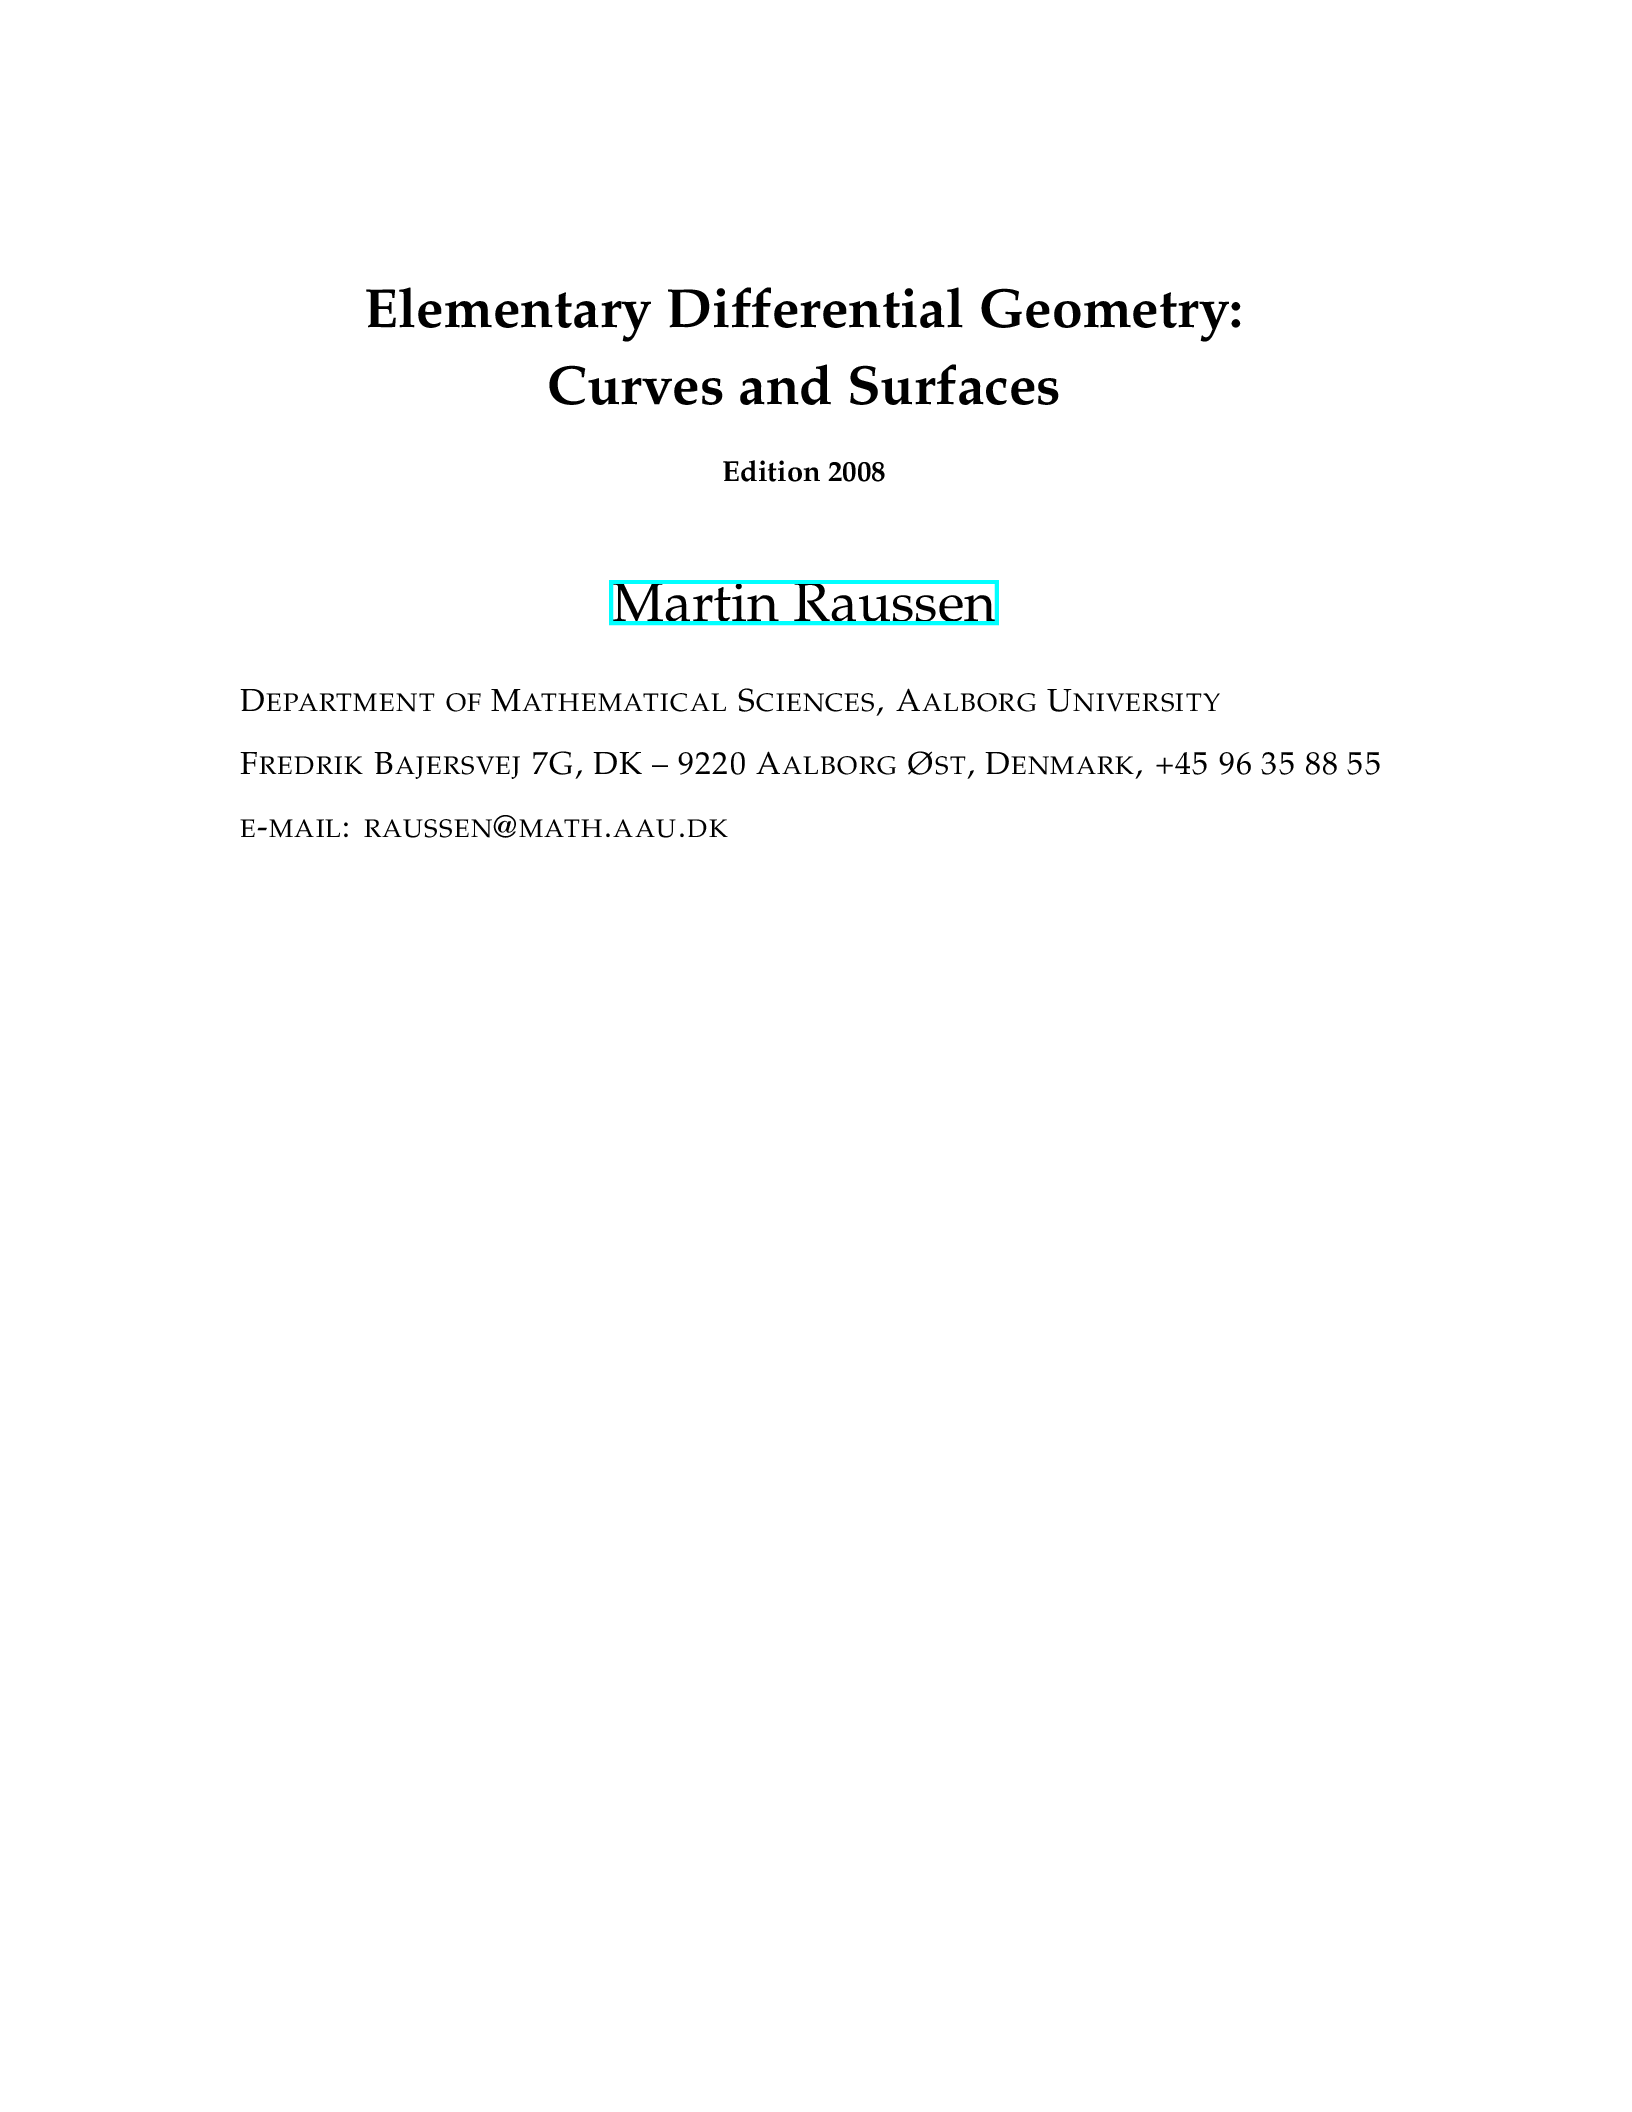 Elementary Differential Geometry:
Curves and Surfaces
Edition 2008
Martin Raussen
DEPARTMENT OF MATHEMATICAL SCIENCES, AALBORG UNIVERSITY
FREDRIK BAJERSVEJ 7G, DK – 9220 AALBORG ØST, DENMARK, +45 96 35 88 55
E-MAIL: RAUSSEN@MATH.AAU.DK